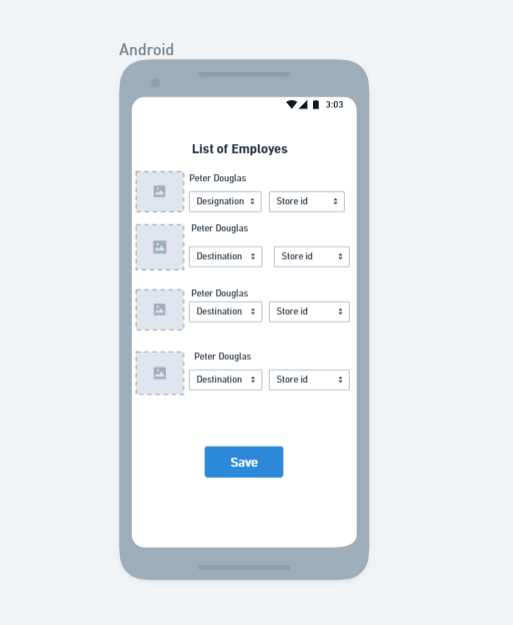 Android
3:03
List of Employes
Peter Douglas
Designation Store id
Peter Douglas
Destination Store id
Peter Douglas
Destination Store id
Peter Douglas
Destination Store id
Save